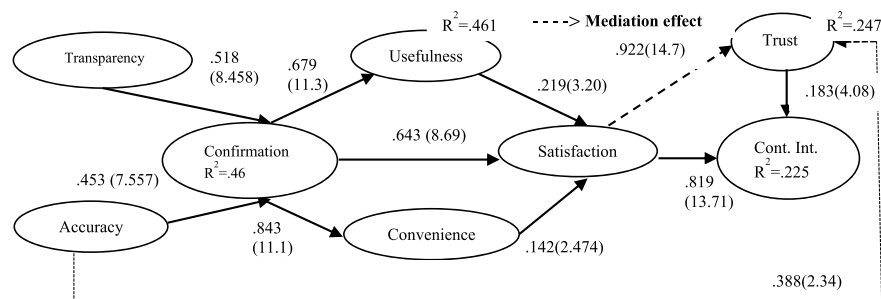 R²=.461
---> Mediation effect
R²=.247
Transparency
.518
(8.458)
.679
(11.3)
Usefulness
.922(14.7)
Trust
.219(3.20)
.183(4.08)
Confirmation
R²=.46
.643 (8.69)
Satisfaction
Cont. Int.
R²=.225
.453 (7.557)
.819
(13.71)
Accuracy
.843
(11.1)
Convenience
.142(2.474)
.388(2.34)